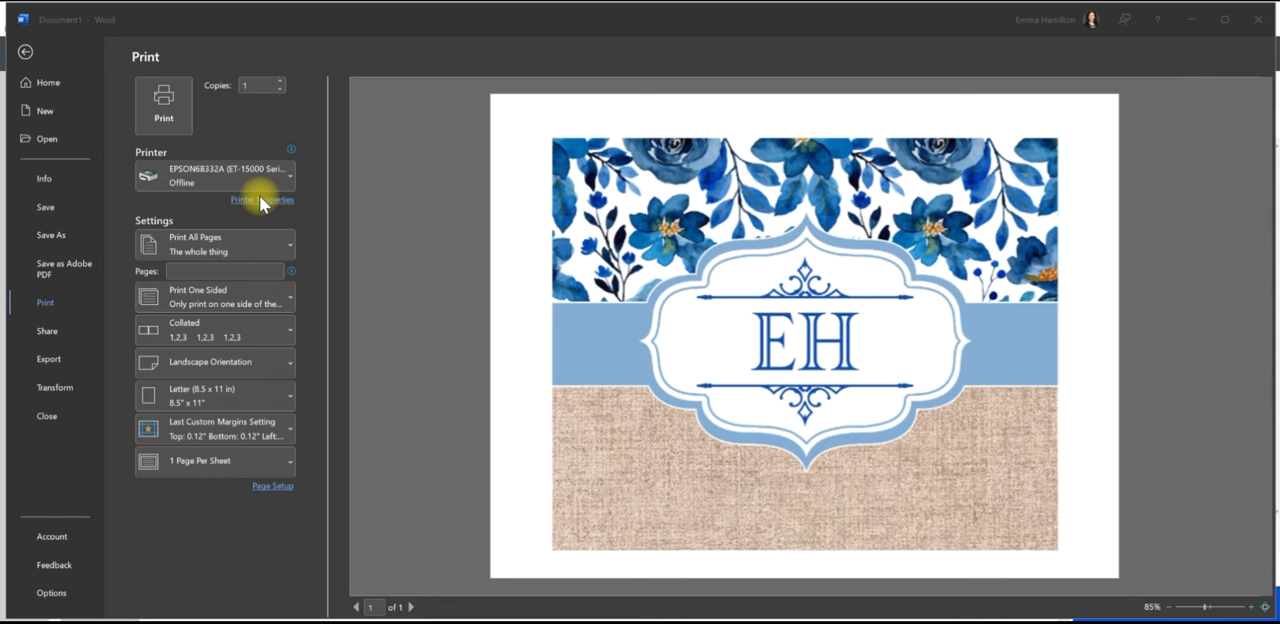 Document1 - Word
Emma Hamilton
?
Home
New
Open
Info
Save
Save As
Save as Adobe
PDF
Print
Share
Export
Transform
Close
Account
Feedback
Options
Print
Print
Copies: 1
Printer
EPSON6B332A (ET-15000 Seri...
Offline
Printer Properties
Settings
Print All Pages
The whole thing
Pages:
Print One Sided
Only print on one side of the...
Collated
1,2,3 1,2,3 1,2,3
Landscape Orientation
Letter (8.5 x 11 in)
8.5" x 11"
Last Custom Margins Setting
Top: 0.12" Bottom: 0.12" Left:...
1 Page Per Sheet
Page Setup
EH
1 of 1
85%